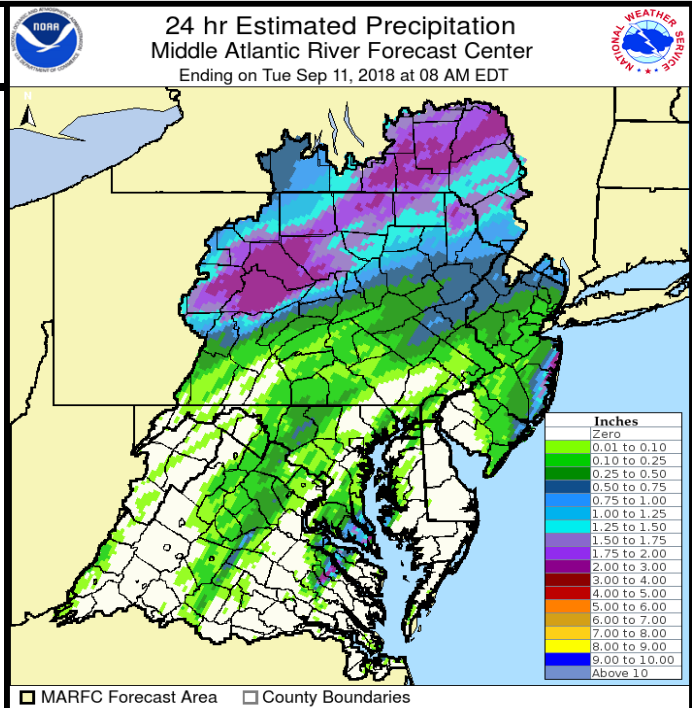 24 hr Estimated Precipitation
Middle Atlantic River Forecast Center
Ending on Tue Sep 11, 2018 at 08 AM EDT
NOAA
NATIONAL WEATHER SERVICE
N
Inches
Zero
0.01 to 0.10
0.10 to 0.25
0.25 to 0.50
0.50 to 0.75
0.75 to 1.00
1.00 to 1.25
1.25 to 1.50
1.50 to 1.75
1.75 to 2.00
2.00 to 3.00
3.00 to 4.00
4.00 to 5.00
5.00 to 6.00
6.00 to 7.00
7.00 to 8.00
8.00 to 9.00
9.00 to 10.00
Above 10
MARFC Forecast Area
County Boundaries